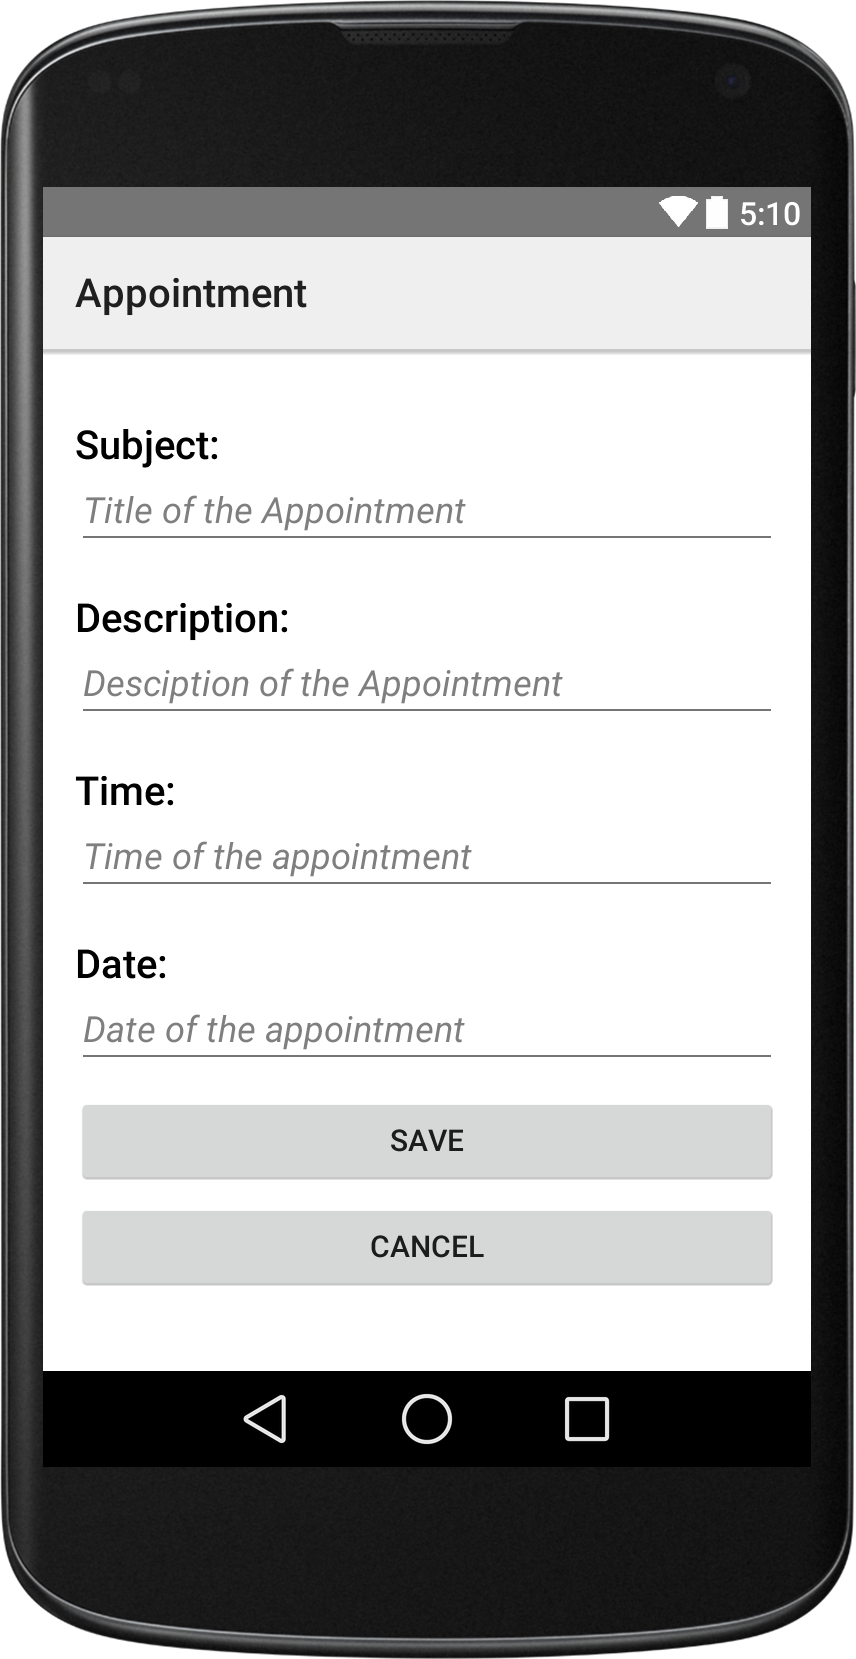 5:10
Appointment
Subject:
Title of the Appointment
Description:
Desciption of the Appointment
Time:
Time of the appointment
Date:
Date of the appointment
SAVE
CANCEL